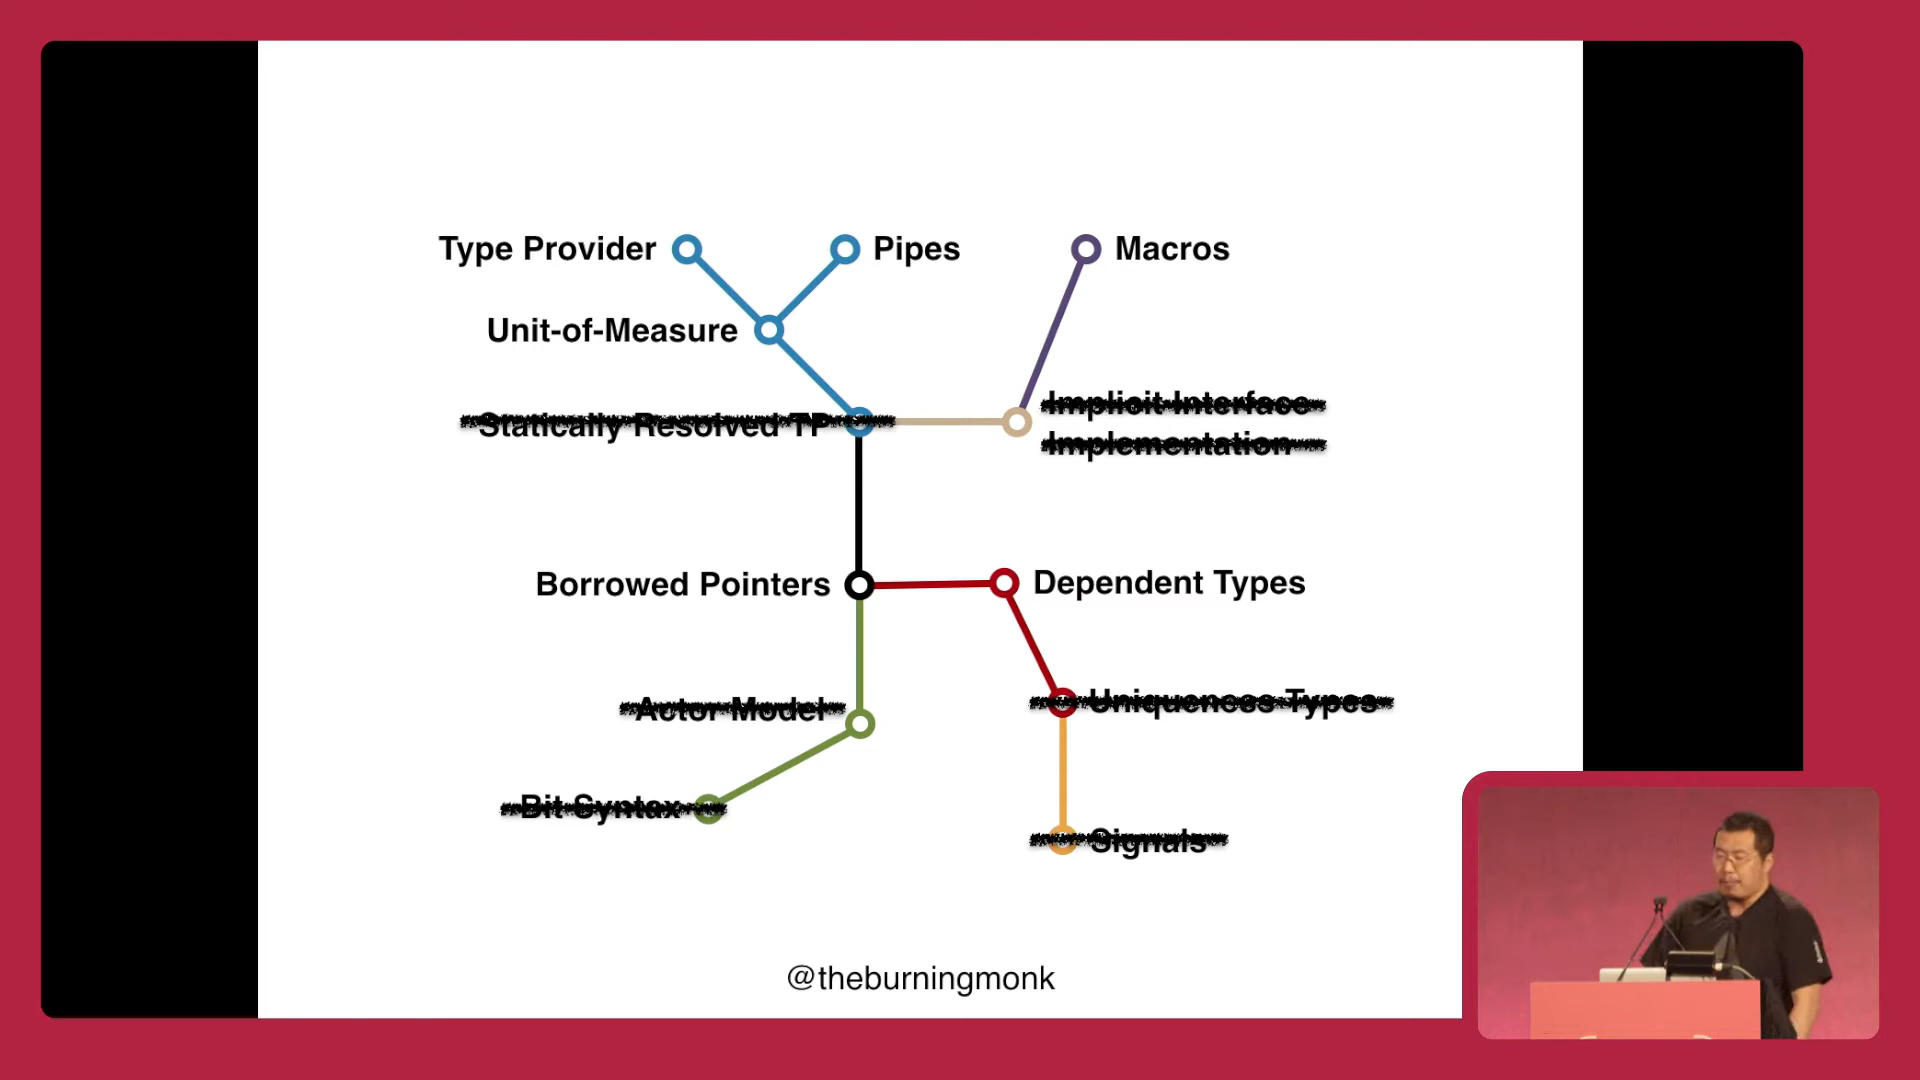 Type Provider
Pipes
Macros
Unit-of-Measure
Statically Resolved TP
Implicit Interface
Implementation
Borrowed Pointers
Dependent Types
Actor Model
Uniqueness Types
Bit Syntax
Signals
@theburningmonk